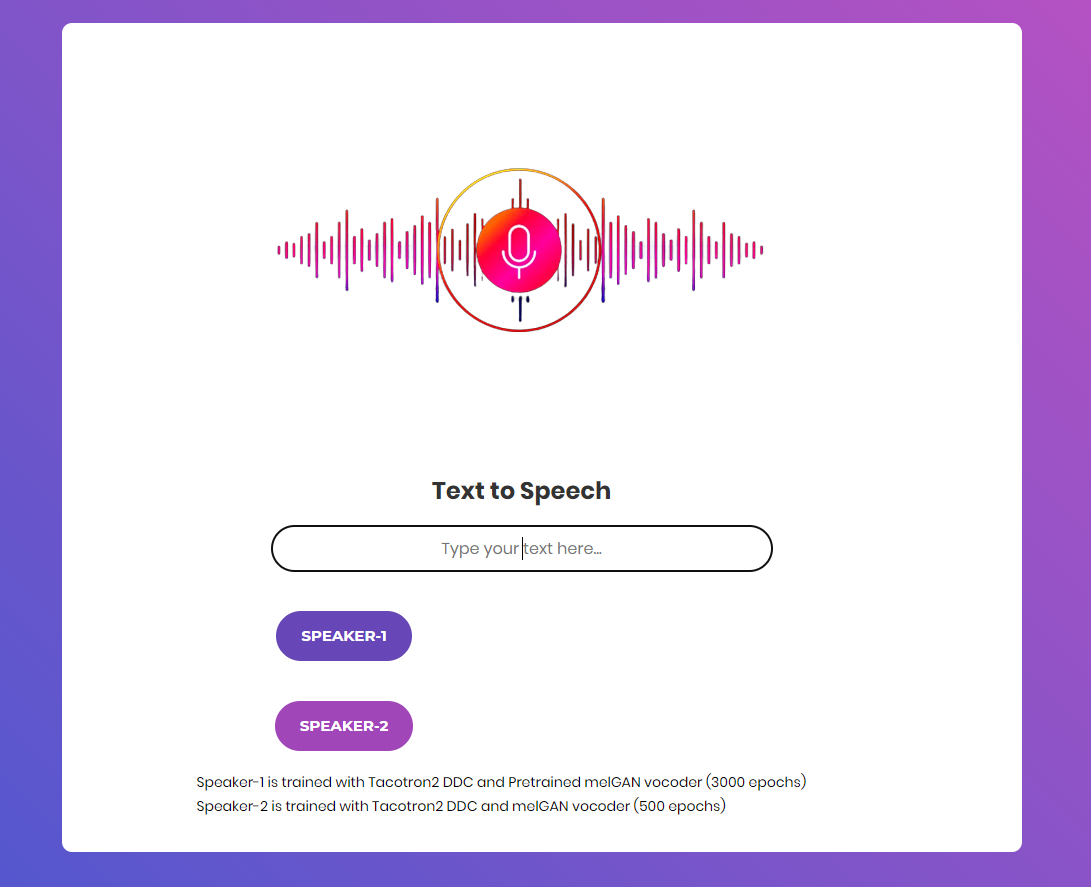 Text to Speech
Type your text here...
SPEAKER-1
SPEAKER-2
Speaker-1 is trained with Tacotron2 DDC and Pretrained melGAN vocoder (3000 epochs)
Speaker-2 is trained with Tacotron2 DDC and melGAN vocoder (500 epochs)